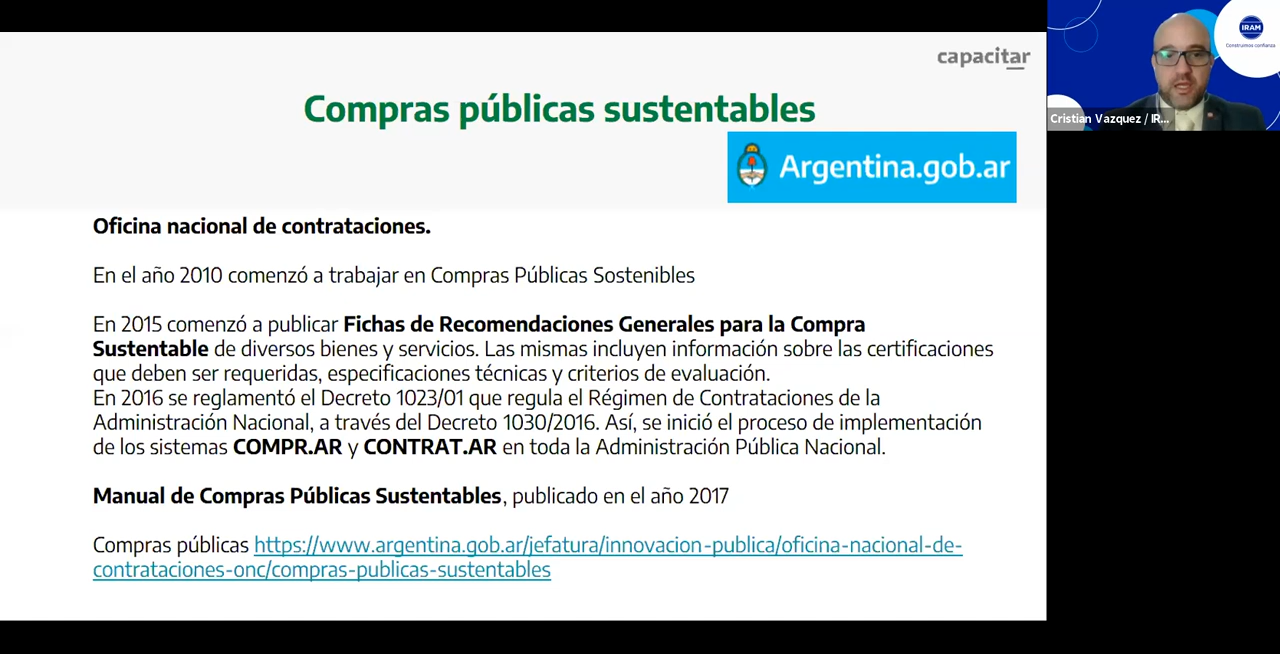 capacitar
Compras públicas sustentables
Argentina.gob.ar
Oficina nacional de contrataciones.
En el año 2010 comenzó a trabajar en Compras Públicas Sostenibles
En 2015 comenzó a publicar Fichas de Recomendaciones Generales para la Compra
Sustentable de diversos bienes y servicios. Las mismas incluyen información sobre las certificaciones
que deben ser requeridas, especificaciones técnicas y criterios de evaluación.
En 2016 se reglamentó el Decreto 1023/01 que regula el Régimen de Contrataciones de la
Administración Nacional, a través del Decreto 1030/2016. Así, se inició el proceso de implementación
de los sistemas COMPR.AR y CONTRAT.AR en toda la Administración Pública Nacional.
Manual de Compras Públicas Sustentables, publicado en el año 2017
Compras públicas https://www.argentina.gob.ar/jefatura/innovacion-publica/oficina-nacional-de-
contrataciones-onc/compras-publicas-sustentables
IRAM
Construimos confianza
Cristian Vazquez / IR...